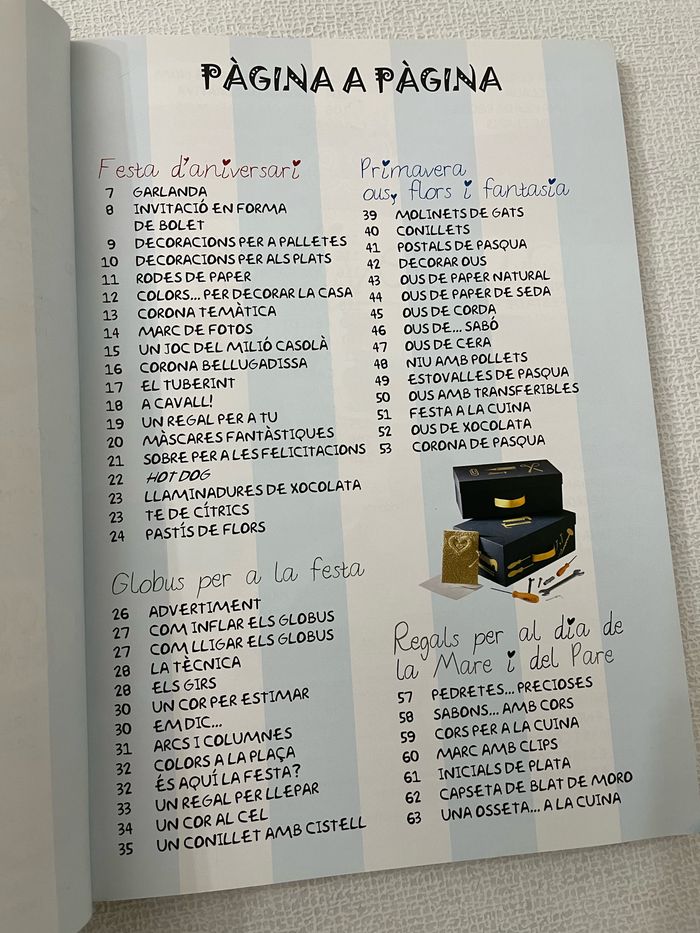 PÀGINA A PÀGINA
Festa d'aniversari
7 GARLANDA
8 INVITACIÓ EN FORMA
DE BOLET
9 DECORACIONS PER A PALLETES
10 DECORACIONS PER ALS PLATS
11 RODES DE PAPER
12 COLORS... PER DECORAR LA CASA
13 CORONA TEMÀTICA
14 MARC DE FOTOS
15 UN JOC DEL MILIÓ CASOLÀ
16 CORONA BELLUGADISSA
17 EL TUBERINT
18 A CAVALL!
19 UN REGAL PER A TU
20 MÀSCARES FANTÀSTIQUES
21 SOBRE PER A LES FELICITACIONS
22 HOT DOG
23 LLAMINADURES DE XOCOLATA
23 TE DE CÍTRICS
24 PASTÍS DE FLORS
Globus per a la festa
26 ADVERTIMENT
27 COM INFLAR ELS GLOBUS
27 COM LLIGAR ELS GLOBUS
28 LA TÈCNICA
28 ELS GIRS
30 UN COR PER ESTIMAR
30 EM DIC...
31 ARCS I COLUMNES
32 COLORS A LA PLAÇA
32 ÉS AQUÍ LA FESTA?
33 UN REGAL PER LLEPAR
34 UN COR AL CEL
35 UN CONILLET AMB CISTELL
Primavera
ous, flors i fantasia
39 MOLINETS DE GATS
40 CONILLETS
41 POSTALS DE PASQUA
42 DECORAR OUS
43 OUS DE PAPER NATURAL
44 OUS DE PAPER DE SEDA
45 OUS DE CORDA
46 OUS DE... SABÓ
47 OUS DE CERA
48 NIU AMB POLLETS
49 ESTOVALLES DE PASQUA
50 OUS AMB TRANSFERIBLES
51 FESTA A LA CUINA
52 OUS DE XOCOLATA
53 CORONA DE PASQUA
Regals per al dia de
la Mare i del Pare
57 PEDRETES... PRECIOSES
58 SABONS... AMB CORS
59 CORS PER A LA CUINA
60 MARC AMB CLIPS
61 INICIALS DE PLATA
62 CAPSETA DE BLAT DE MORO
63 UNA OSSETA... A LA CUINA